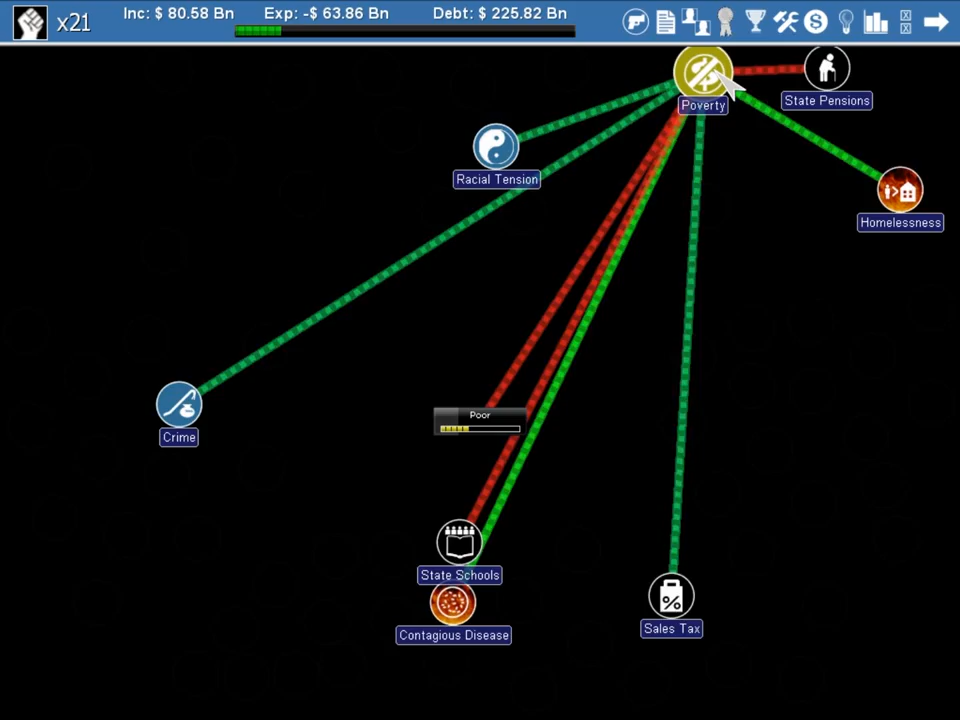 x21
Inc: $ 80.58 Bn
Exp: -$ 63.86 Bn
Debt: $ 225.82 Bn
Poverty
State Pensions
Racial Tension
Homelessness
Crime
Poor
State Schools
Contagious Disease
Sales Tax